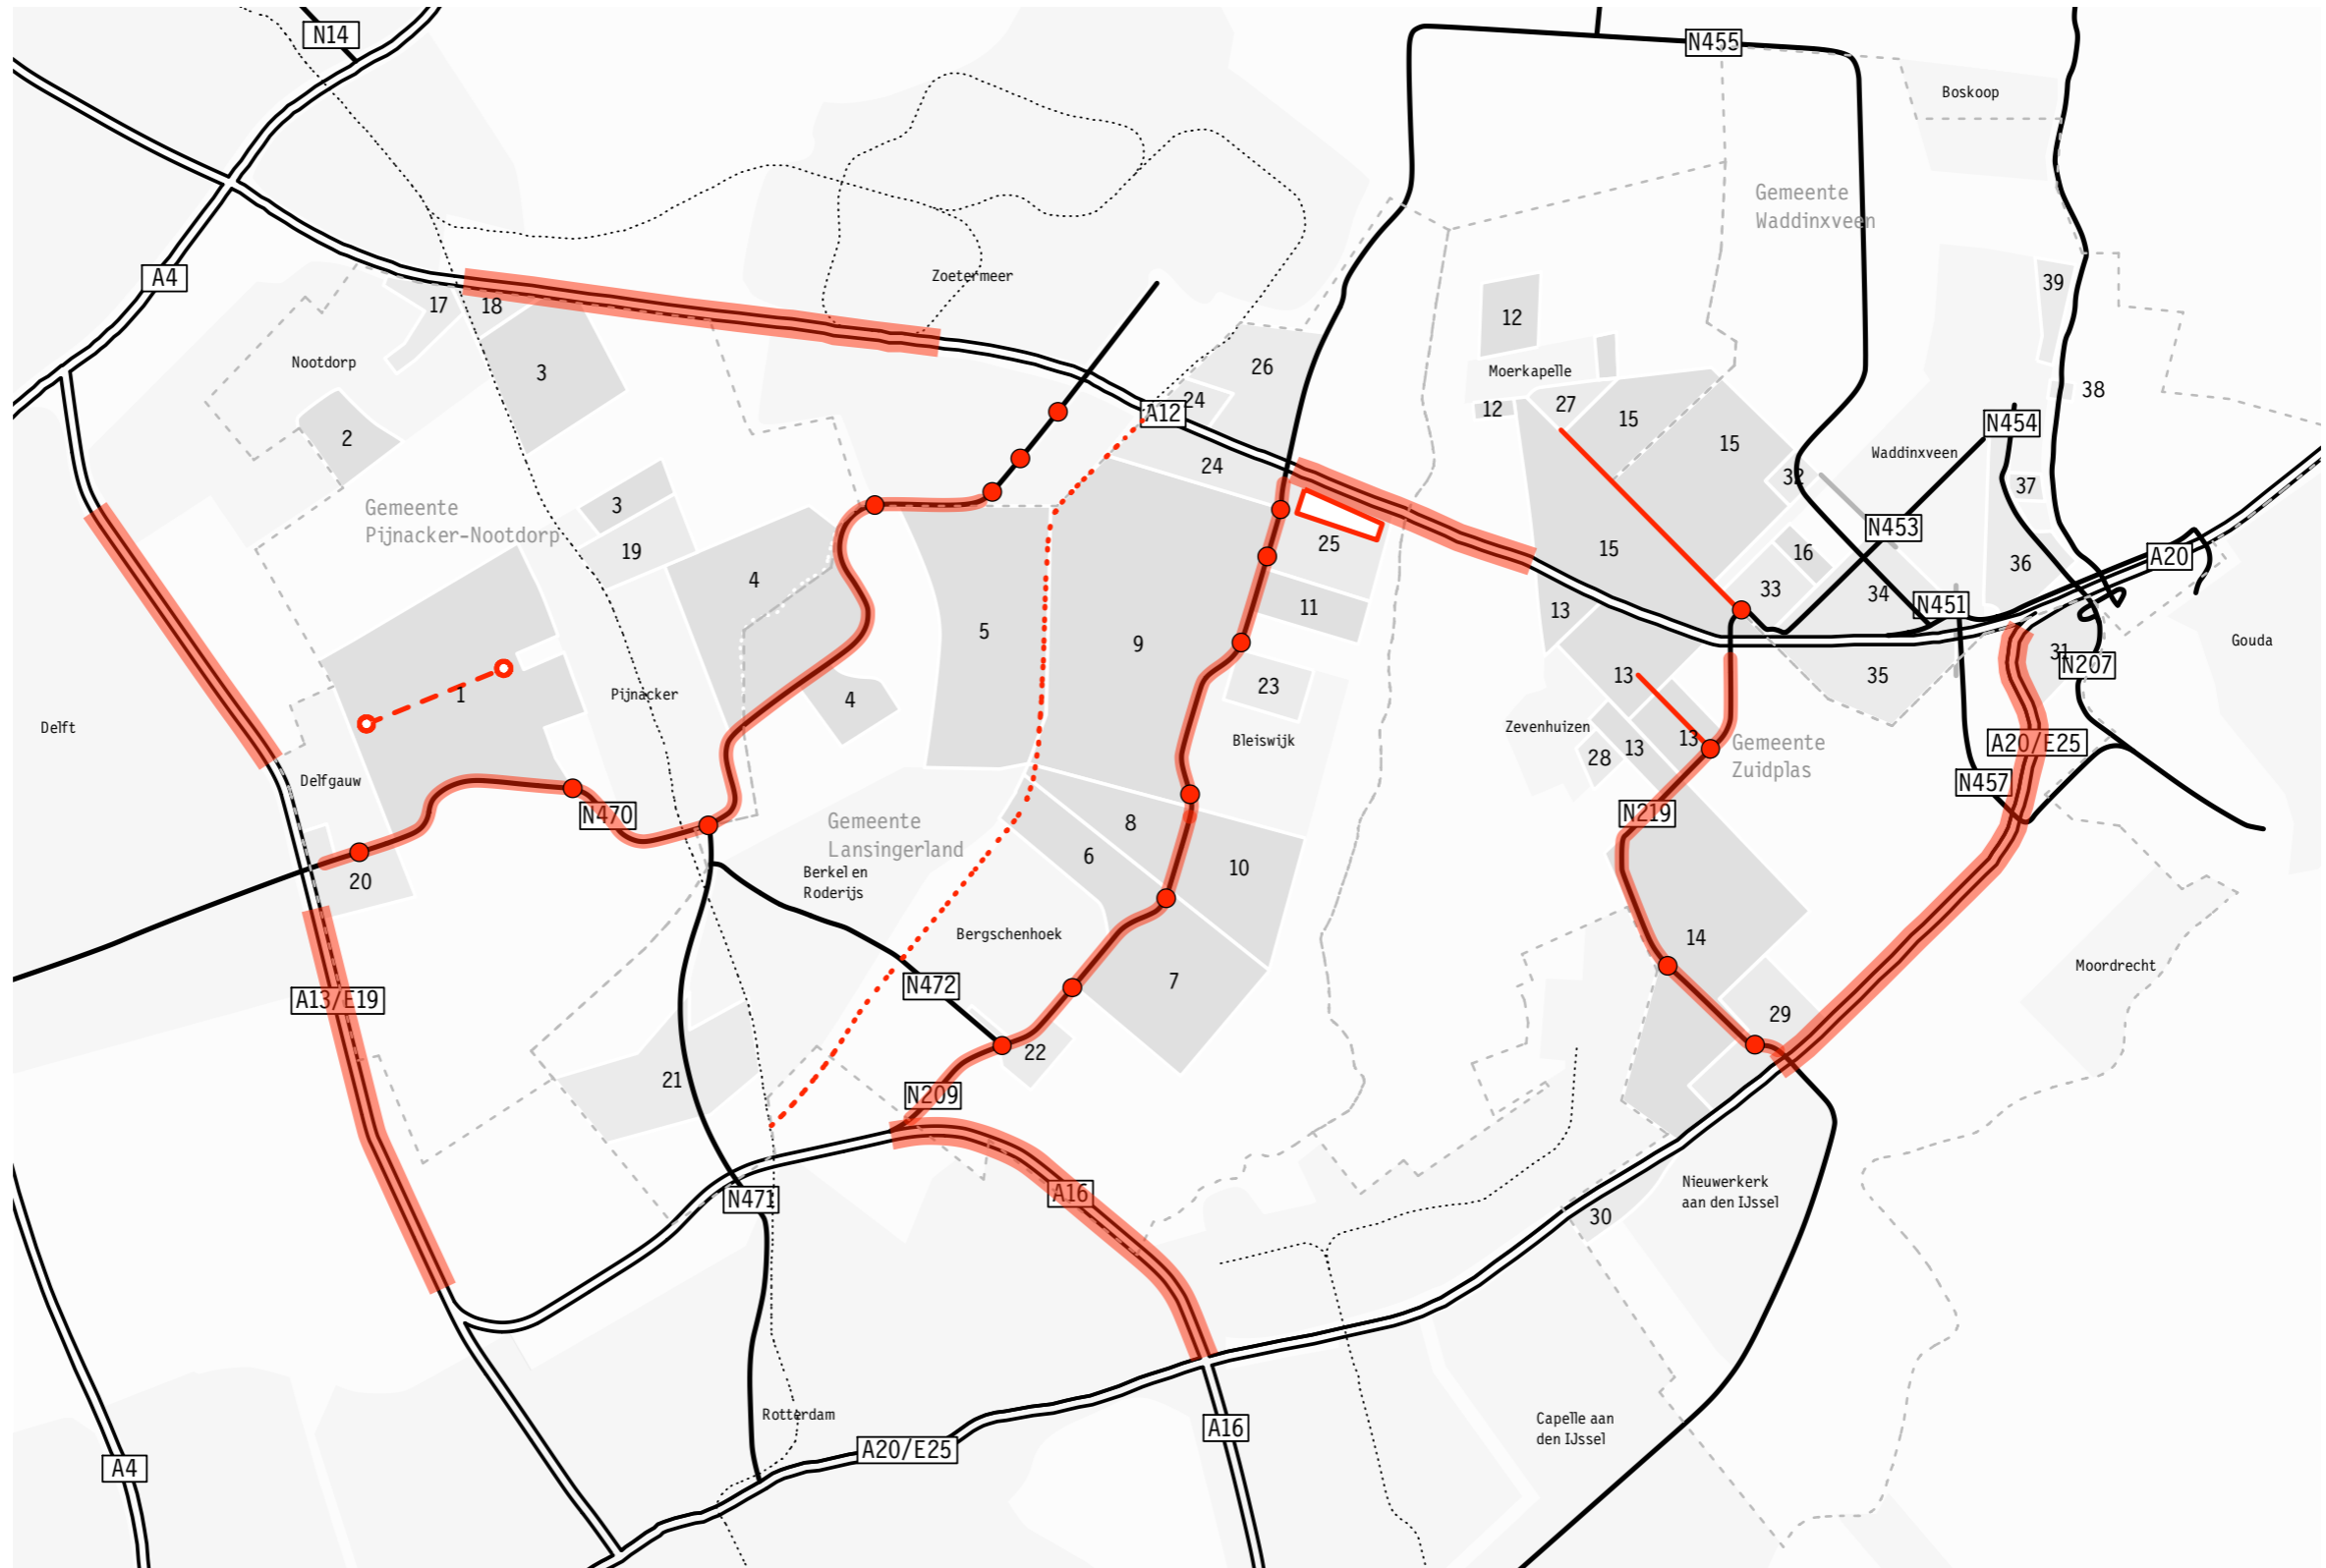 N14
N455
Boskoop
Gemeente
Waddinxveen
A4
Zoetermeer
17
18
39
12
Nootdorp
3
26
Moerkapelle
38
24
A12
12
27
15
N454
2
15
Waddinxveen
24
32
37
3
Gemeente
Pijnacker-Nootdorp
N453
19
25
15
16
A20
36
4
33
34
11
13
N451
5
9
Gouda
31
N207
1
Pijnacker
4
23
13
35
Delft
Zevenhuizen
Bleiswijk
13
13
Gemeente
Zuidplas
A20/E25
28
Delfgauw
N457
N470
N219
Gemeente
Lansingerland
8
6
10
20
Berkel en
Roderijs
Bergschenhoek
14
Moordrecht
7
N472
A13/E19
29
22
21
N209
N471
A16
Nieuwerkerk
aan den IJssel
30
Rotterdam
Capelle aan
den IJssel
A16
A20/E25
A4